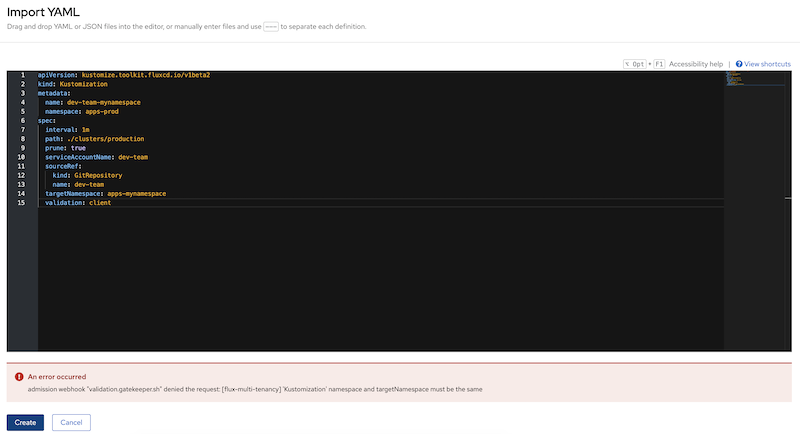 Import YAML
Drag and drop YAML or JSON files into the editor, or manually enter files and use --- to separate each definition.
⌥ Opt + F1 Accessibility help | View shortcuts
1 apiVersion: kustomize.toolkit.fluxcd.io/v1beta2
2 kind: Kustomization
3 metadata:
4 name: dev-team-mynamespace
5 namespace: apps-prod
6 spec:
7 interval: 1m
8 path: ./clusters/production
9 prune: true
10 serviceAccountName: dev-team
11 sourceRef:
12 kind: GitRepository
13 name: dev-team
14 targetNamespace: apps-mynamespace
15 validation: client
An error occurred
admission webhook "validation.gatekeeper.sh" denied the request: [flux-multi-tenancy] 'Kustomization' namespace and targetNamespace must be the same
Create Cancel